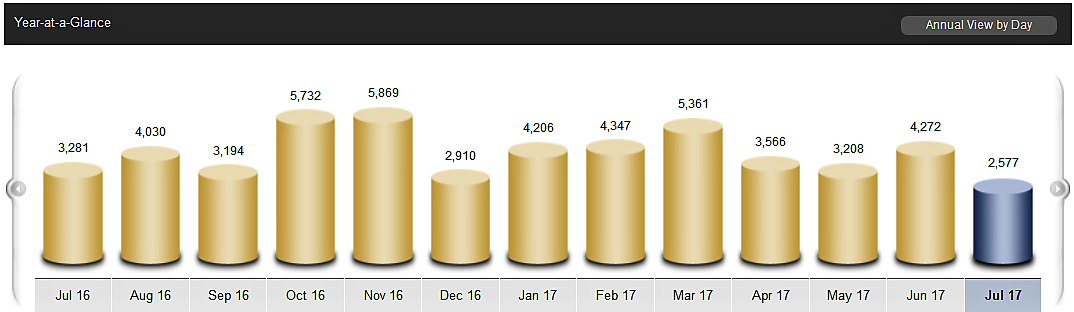 Year-at-a-Glance
Annual View by Day
3,281
4,030
3,194
5,732
5,869
2,910
4,206
4,347
5,361
3,566
3,208
4,272
2,577
Jul 16
Aug 16
Sep 16
Oct 16
Nov 16
Dec 16
Jan 17
Feb 17
Mar 17
Apr 17
May 17
Jun 17
Jul 17